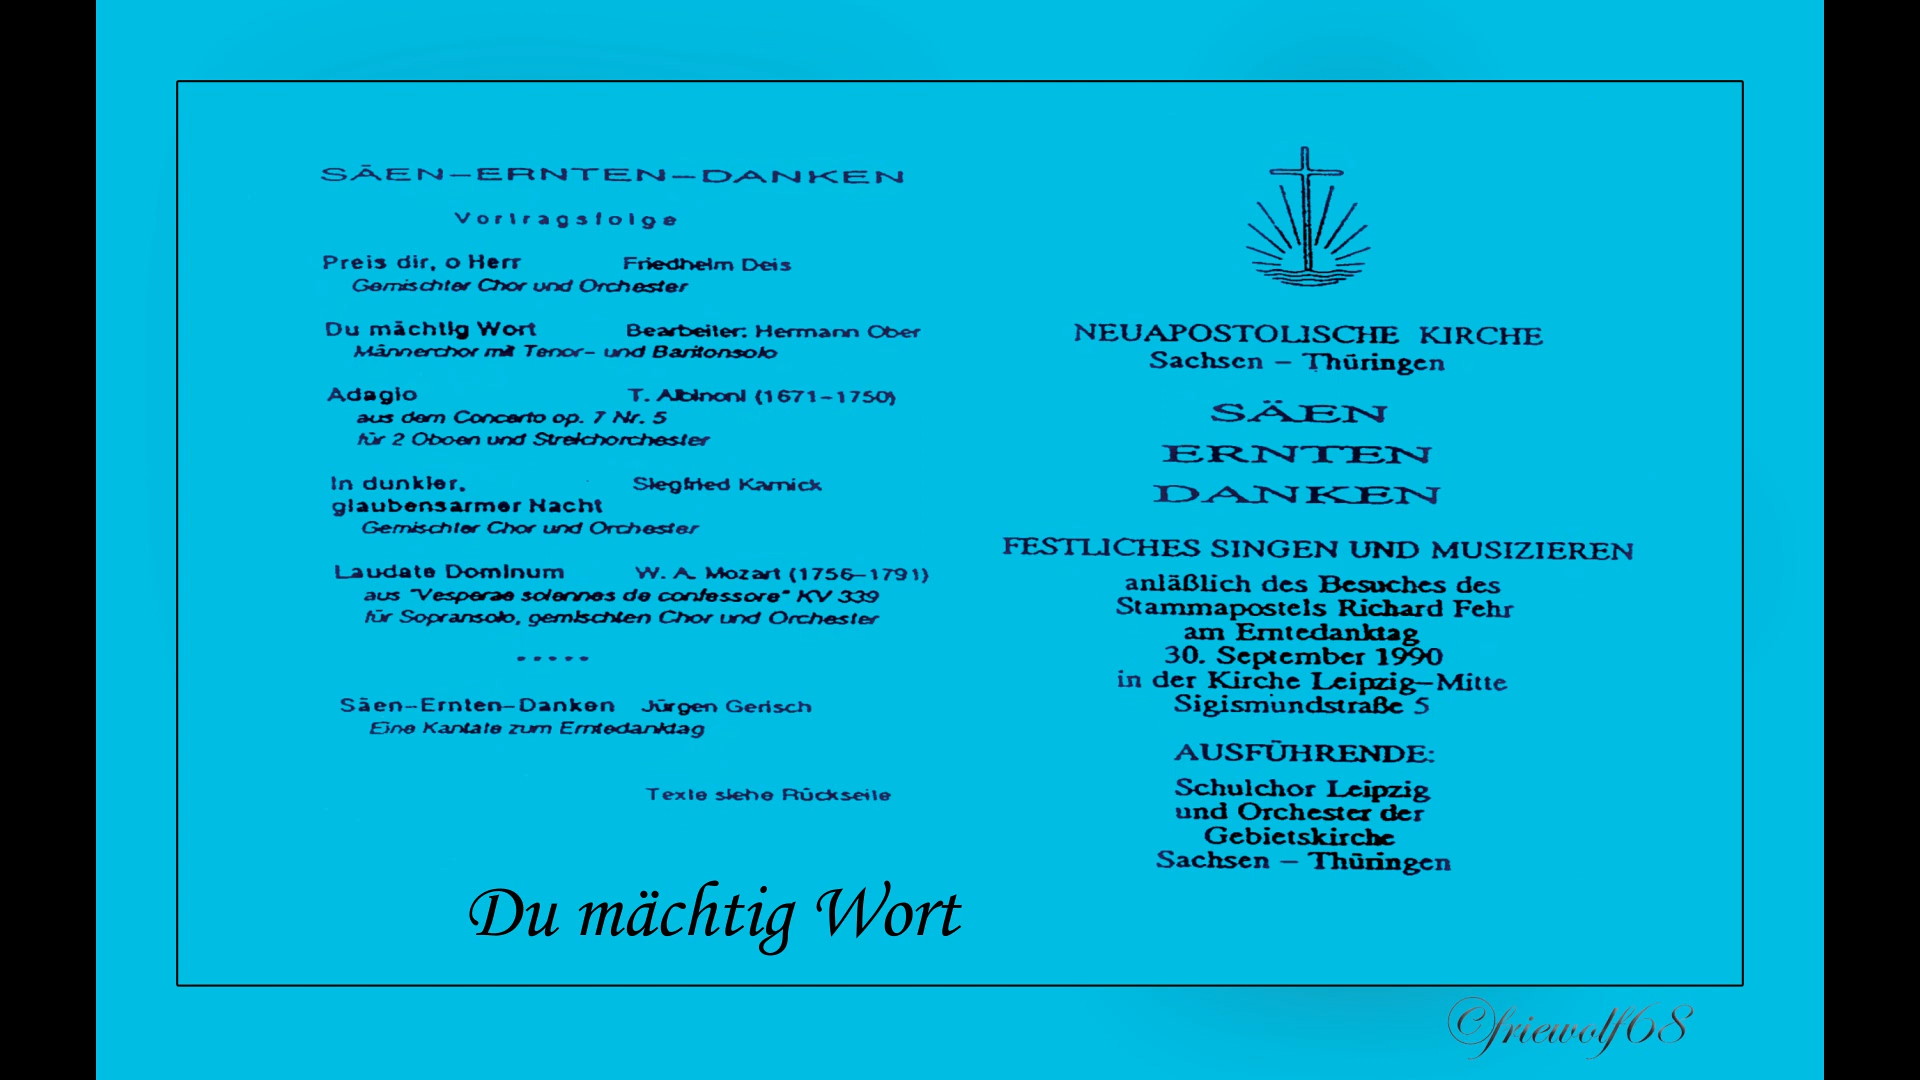 SÄEN-ERNTEN-DANKEN
Vortragsfolge
Preis dir, o Herr Friedhelm Deis
Gemischter Chor und Orchester
Du mächtig Wort Bearbeiter: Hermann Ober
Männerchor mit Tenor- und Baritonsolo
Adagio T. Albinoni (1671-1750)
aus dem Concerto op. 7 Nr. 5
für 2 Oboen und Streichorchester
In dunkler, Siegfried Karnick
glaubensarmer Nacht
Gemischter Chor und Orchester
Laudate Dominum W. A. Mozart (1756-1791)
aus "Vesperae solennes de confessore" KV 339
für Sopransolo, gemischten Chor und Orchester
*****
Säen-Ernten-Danken Jürgen Gerisch
Eine Kantate zum Erntedanktag
Texte siehe Rückseite
NEUAPOSTOLISCHE KIRCHE
Sachsen - Thüringen
SÄEN
ERNTEN
DANKEN
FESTLICHES SINGEN UND MUSIZIEREN
anläßlich des Besuches des
Stammapostels Richard Fehr
am Erntedanktag
30. September 1990
in der Kirche Leipzig-Mitte
Sigismundstraße 5
AUSFÜHRENDE:
Schulchor Leipzig
und Orchester der
Gebietskirche
Sachsen - Thüringen
Du mächtig Wort
©friewolf68